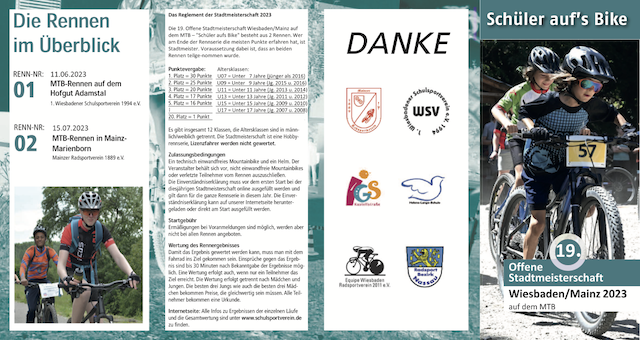 Die Rennen
im Überblick
RENN-NR:
01
11.06.2023
MTB-Rennen auf dem
Hofgut Adamstal
1. Wiesbadener Schulsportverein 1994 e.V.
RENN-NR:
02
15.07.2023
MTB-Rennen in Mainz-
Marienborn
Mainzer Radsportverein 1889 e.V.
Das Reglement der Stadtmeisterschaft 2023
Die 19. Offene Stadtmeisterschaft Wiesbaden/Mainz auf
dem MTB – "Schüler aufs Bike" besteht aus 2 Rennen. Wer
am Ende der Rennserie die meisten Punkte erfahren hat, ist
Stadtmeister. Voraussetzung dabei ist, dass an beiden
Rennen teilge-nommen wurde.
Punktevergabe: Altersklassen:
1. Platz = 30 Punkte U07 – Unter 7 Jahre (jünger als 2016)
2. Platz = 25 Punkte U09 – Unter 9 Jahre (Jg. 2015 u. 2016)
3. Platz = 20 Punkte U11 – Unter 11 Jahre (Jg. 2013 u. 2014)
4. Platz = 17 Punkte U13 – Unter 13 Jahre (Jg. 2011 u. 2012)
5. Platz = 16 Punkte U15 – Unter 15 Jahre (Jg. 2009 u. 2010)
U17 – Unter 17 Jahre (Jg. 2007 u. 2008)
20. Platz = 1 Punkt
Es gibt insgesamt 12 Klassen, die Altersklassen sind in männ-
lich/weiblich getrennt. Die Stadtmeisterschaft ist eine Hobby-
rennserie, Lizenzfahrer werden nicht gewertet.
Zulassungsbedingungen
Ein technisch einwandfreies Mountainbike und ein Helm. Der
Veranstalter behält sich vor, nicht einwandfreie Mountainbikes
oder verletzte Teilnehmer vom Rennen auszuschließen.
Die Einverständniserklärung muss vor dem ersten Start bei der
diesjährigen Stadtmeisterschaft online ausgefüllt werden und
gilt dann für die ganze Rennserie in diesem Jahr. Die Einver-
ständniserklärung kann auf unserer Internetseite herunter-
geladen oder direkt am Start ausgefüllt werden.
Startgebühr
Ermäßigungen bei Voranmeldungen sind möglich, werden aber
nicht bei allen Rennen angeboten.
Wertung des Rennergebnisses
Damit das Ergebnis gewertet werden kann, muss man mit dem
Fahrrad ins Ziel gekommen sein. Einsprüche gegen das Ergeb-
nis sind bis 30 Minuten nach Bekanntgabe der Ergebnisse mög-
lich. Eine Wertung erfolgt auch, wenn nur ein Teilnehmer das
Ziel erreicht. Die Wertung erfolgt getrennt nach Mädchen und
Jungen. Die besten drei Jungs wie auch die besten drei Mäd-
chen bekommen Preise, die gleichwertig sein müssen. Alle Teil-
nehmer bekommen eine Urkunde.
Internetseite: Alle Infos zu Ergebnissen der einzelnen Läufe
und die Gesamtwertung sind unter www.schulsportverein.de
zu finden.
DANKE
1. Wiesbadener Schulsportverein e.V. 1994
WSV
IGS
Kastellstraße
Helene-Lange-Schule
Equipe Wiesbaden
Radsportverein 2011 e.V.
Radsport
Bezirk
Nassau
Schüler auf's Bike
57
19.
Offene
Stadtmeisterschaft
Wiesbaden/Mainz 2023
auf dem MTB